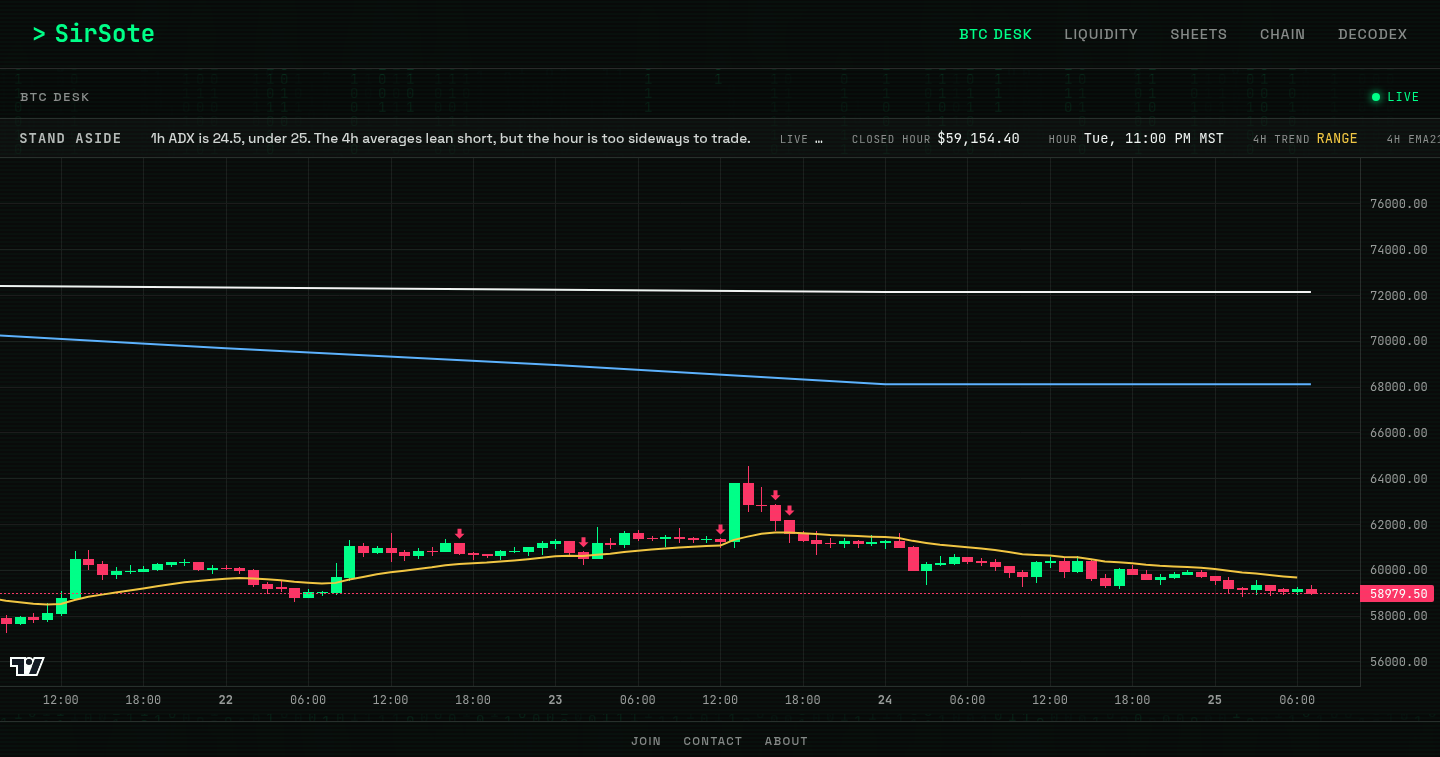 > SirSote
BTC DESK LIQUIDITY SHEETS CHAIN DECODEX
BTC DESK
LIVE
STAND ASIDE 1h ADX is 24.5, under 25. The 4h averages lean short, but the hour is too sideways to trade. LIVE … CLOSED HOUR $59,154.40 HOUR Tue, 11:00 PM MST 4H TREND RANGE 4H EMA21
76000.00
74000.00
72000.00
70000.00
68000.00
66000.00
64000.00
62000.00
60000.00
58979.50
58000.00
56000.00
12:00 18:00 22 06:00 12:00 18:00 23 06:00 12:00 18:00 24 06:00 12:00 18:00 25 06:00
JOIN CONTACT ABOUT